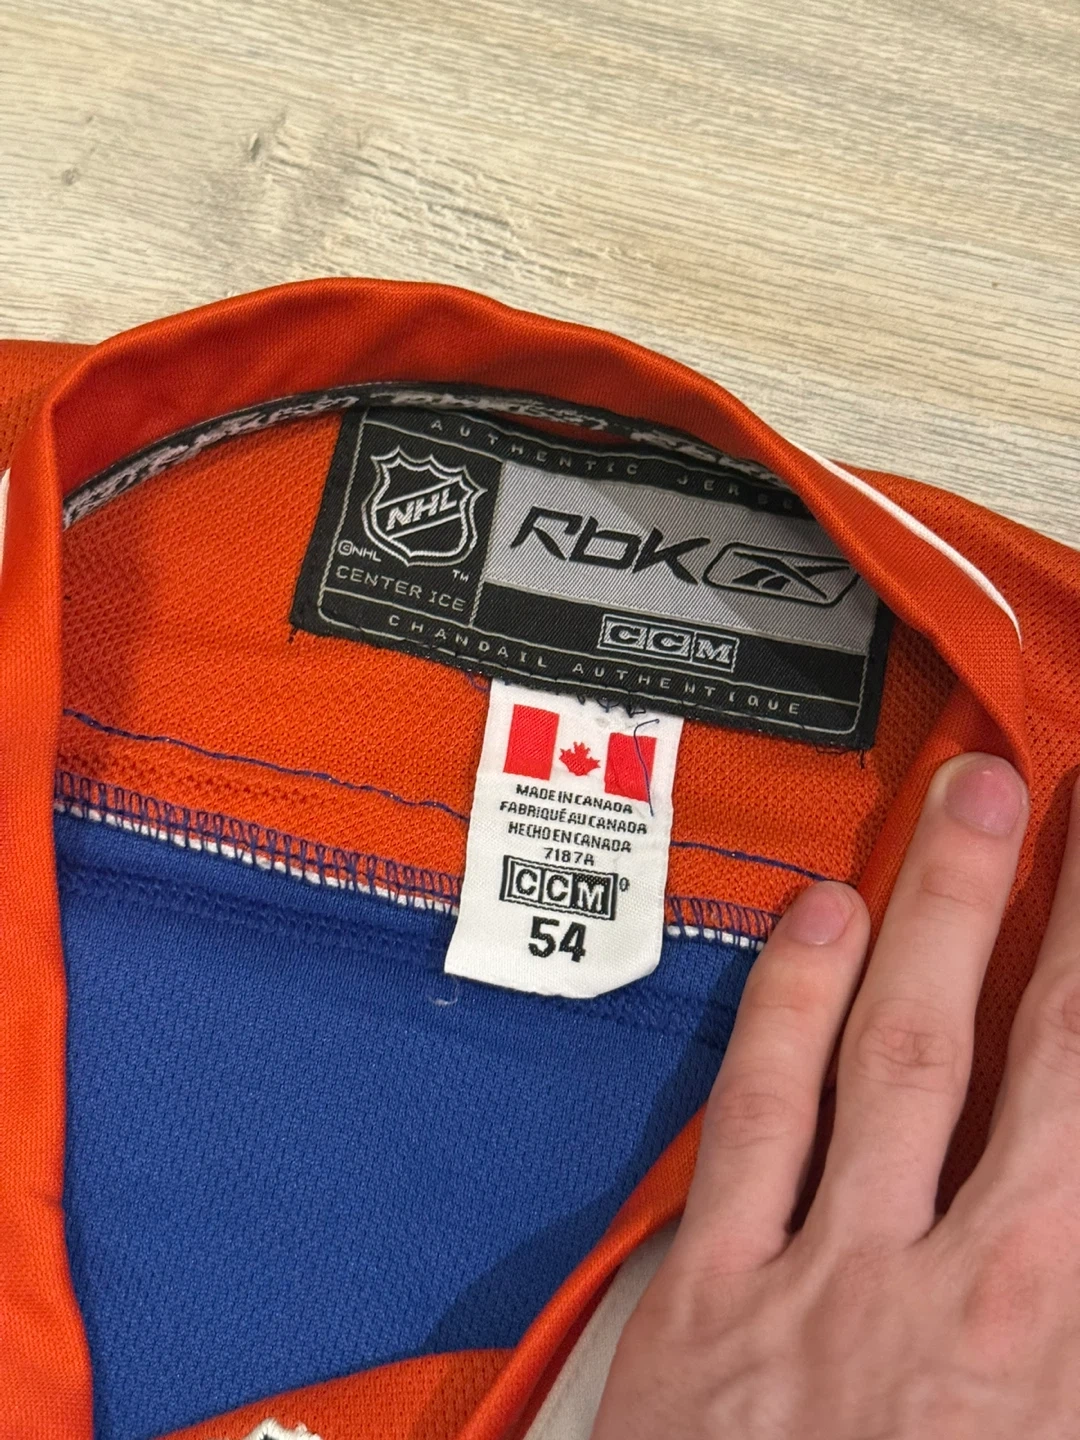 AUTHENTIC JERSE
NHL
©NHL
TM
CENTER ICE
RbK
CCM
CHANDAIL AUTHENTIQUE
MADE IN CANADA
FABRIQUÉ AU CANADA
HECHO EN CANADA
7187A
CCM®
54